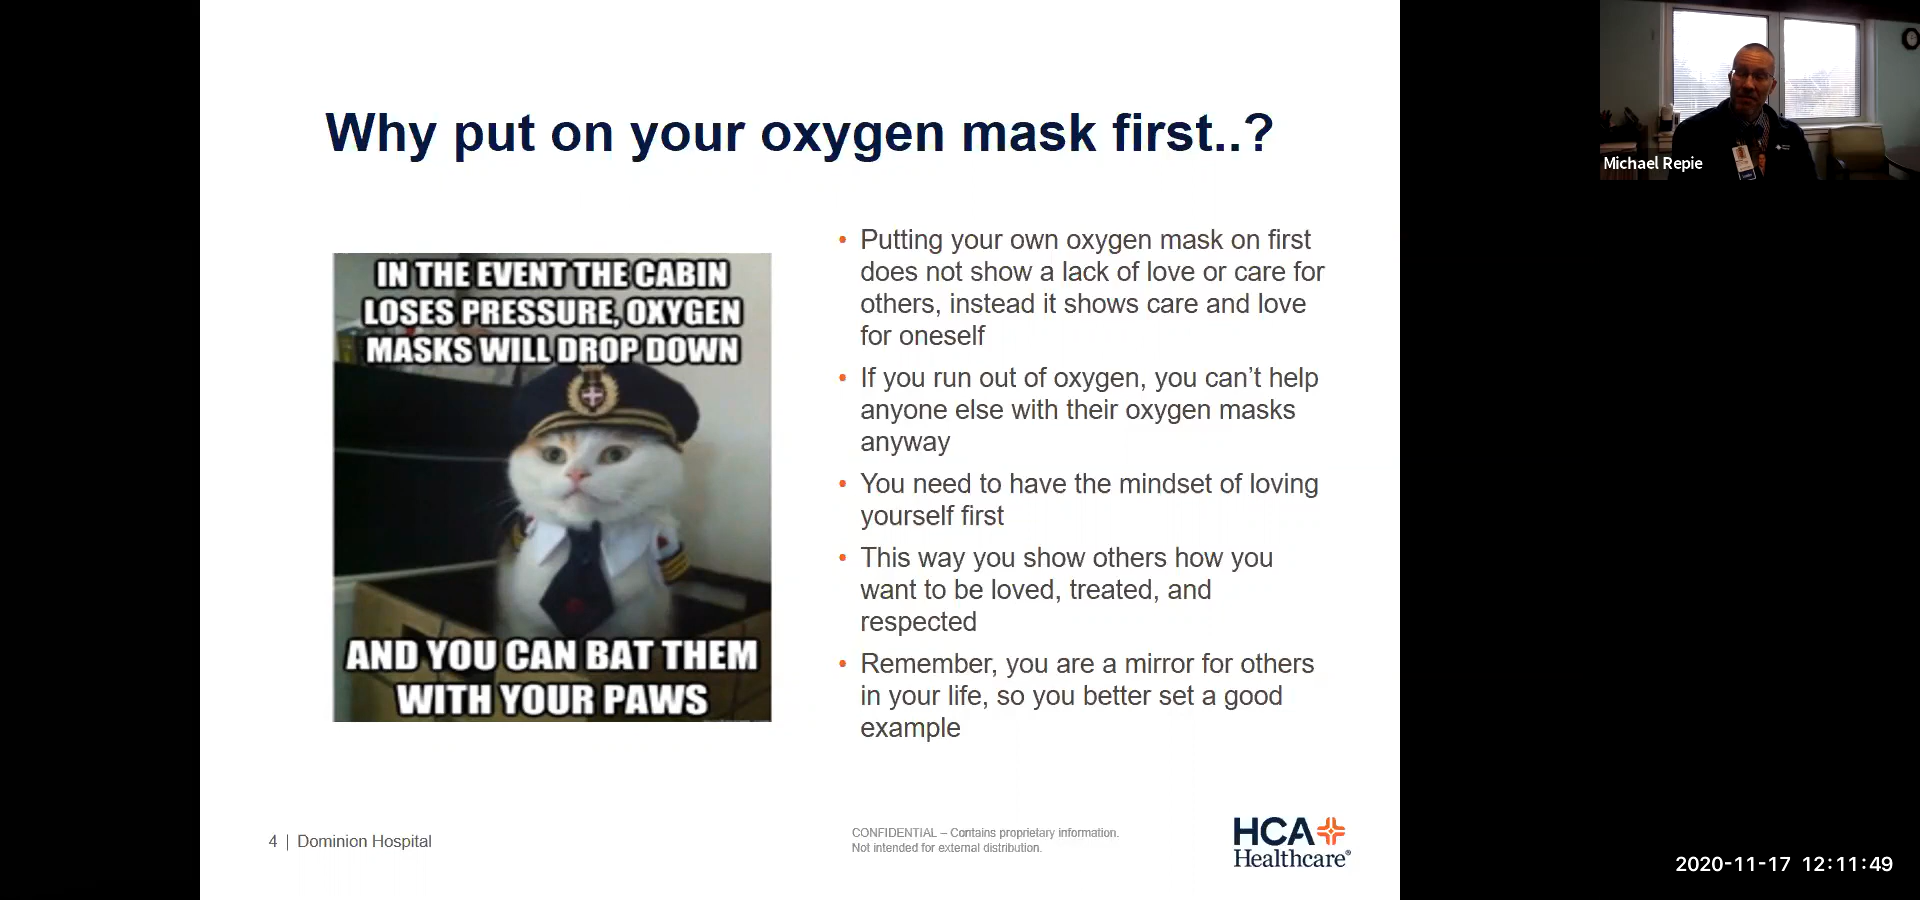 Why put on your oxygen mask first..?
IN THE EVENT THE CABIN
LOSES PRESSURE, OXYGEN
MASKS WILL DROP DOWN
AND YOU CAN BAT THEM
WITH YOUR PAWS
• Putting your own oxygen mask on first
does not show a lack of love or care for
others, instead it shows care and love
for oneself
• If you run out of oxygen, you can’t help
anyone else with their oxygen masks
anyway
• You need to have the mindset of loving
yourself first
• This way you show others how you
want to be loved, treated, and
respected
• Remember, you are a mirror for others
in your life, so you better set a good
example
4 | Dominion Hospital
CONFIDENTIAL – Contains proprietary information.
Not intended for external distribution.
HCA
Healthcare®
Michael Repie
2020-11-17 12:11:49